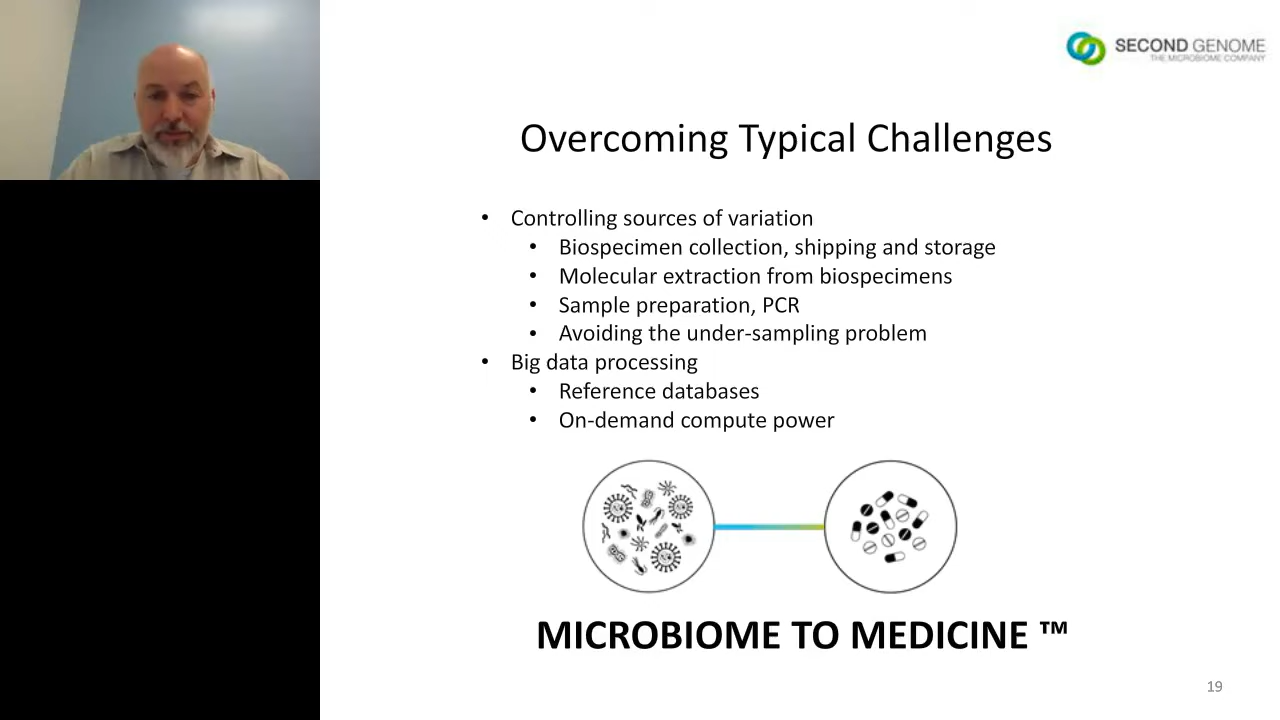 SECOND GENOME
THE MICROBIOME COMPANY
Overcoming Typical Challenges
• Controlling sources of variation
• Biospecimen collection, shipping and storage
• Molecular extraction from biospecimens
• Sample preparation, PCR
• Avoiding the under-sampling problem
• Big data processing
• Reference databases
• On-demand compute power
MICROBIOME TO MEDICINE ™
19